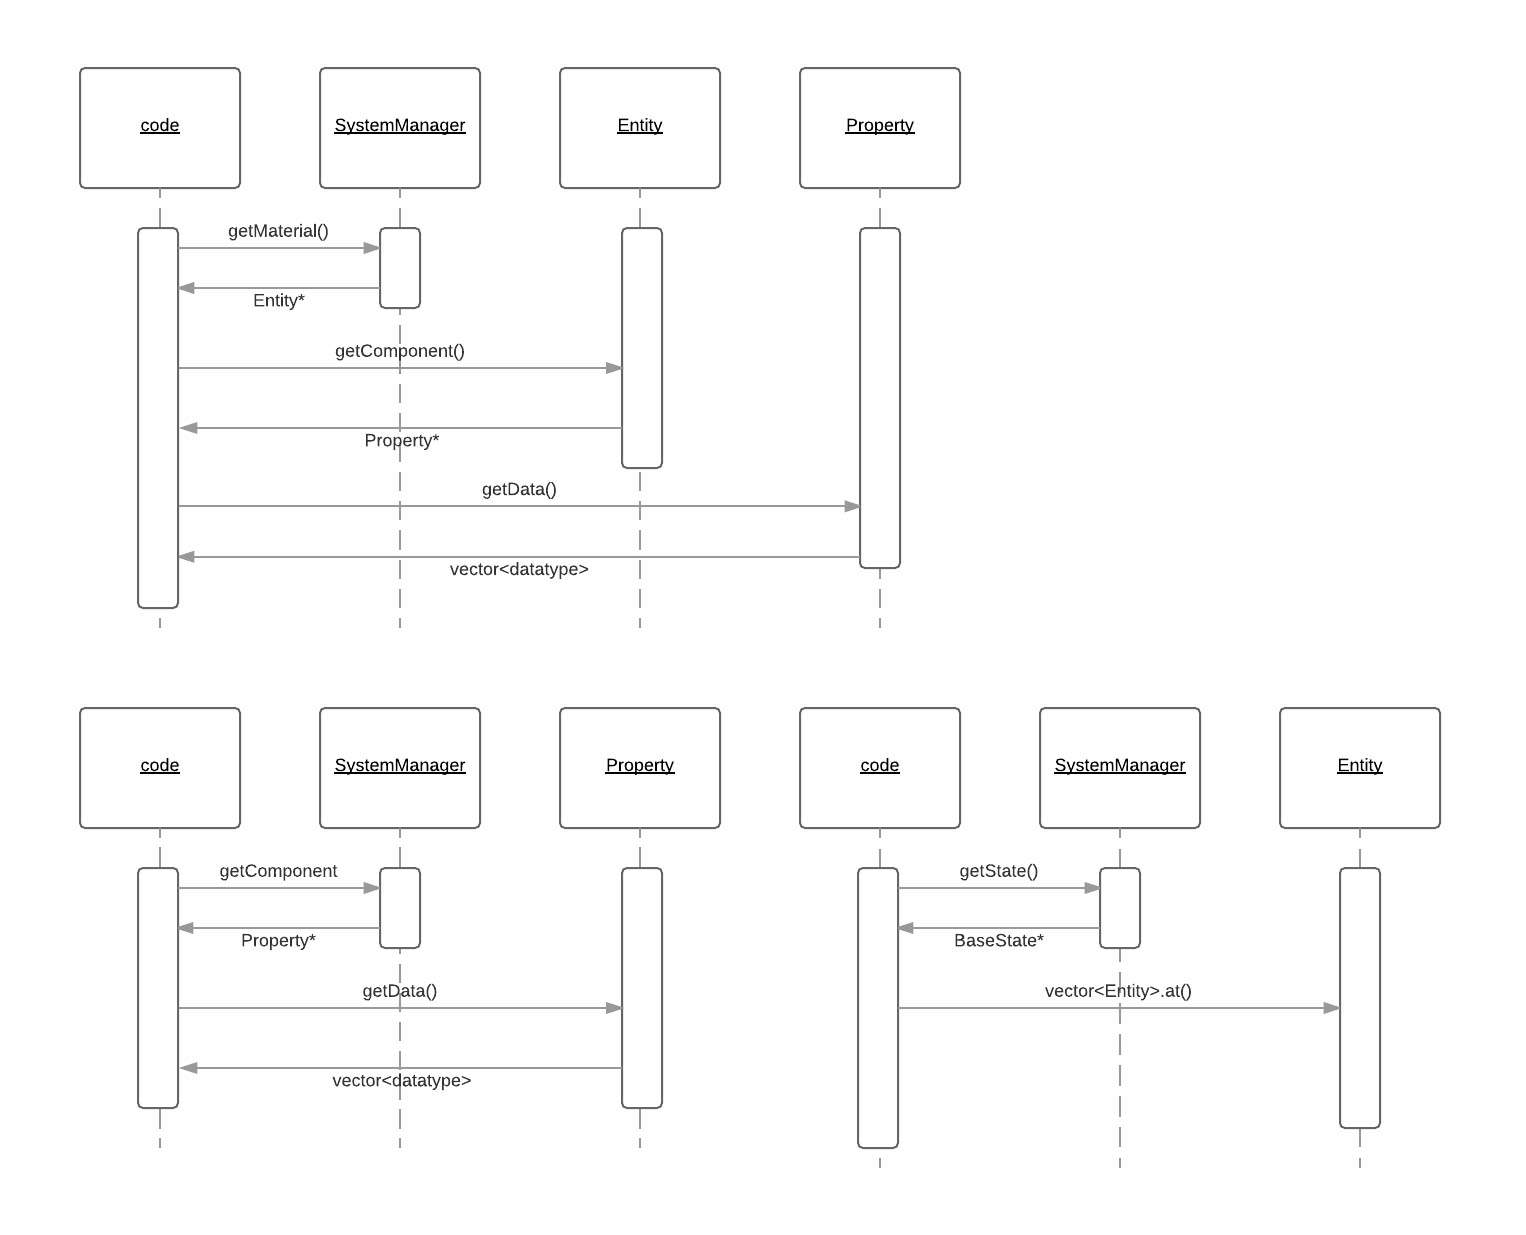 code
SystemManager
Entity
Property
getMaterial()
Entity*
getComponent()
Property*
getData()
vector<datatype>
code
SystemManager
Property
getComponent
Property*
getData()
vector<datatype>
code
SystemManager
Entity
getState()
BaseState*
vector<Entity>.at()